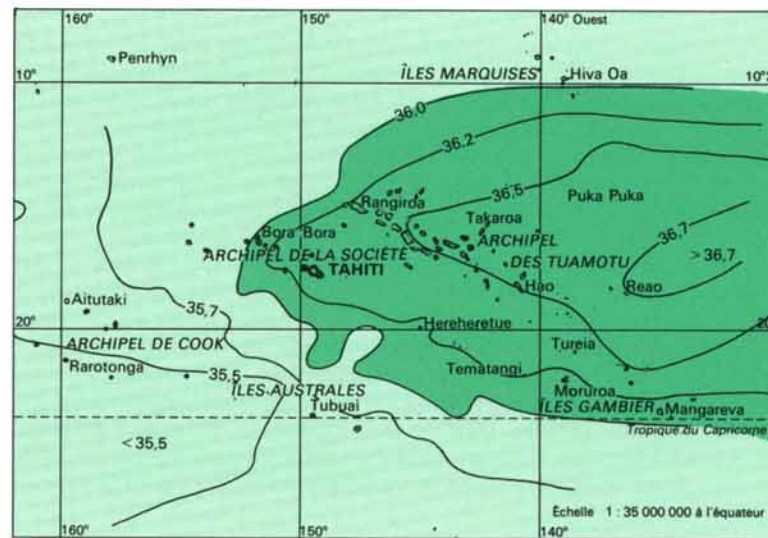 160°
150°
140° Ouest
Penrhyn
ÎLES MARQUISES
Hiva Oa
10°
10°
36,0
36,2
36,5
Puka Puka
Rangiroa
Takaroa
36,7
Bora Bora
ARCHIPEL DE LA SOCIÉTÉ
ARCHIPEL
DES TUAMOTU
> 36,7
TAHITI
Hao
Reao
Aitutaki
35,7
20°
Hereheretue
20
ARCHIPEL DE COOK
Tureia
Rarotonga
35,5
Tematangi
ÎLES AUSTRALES
Moruroa
Tubuai
ÎLES GAMBIER
Mangareva
Tropique du Capricorne
< 35,5
Échelle 1 : 35 000 000 à l'équateur
160°
150°
140°